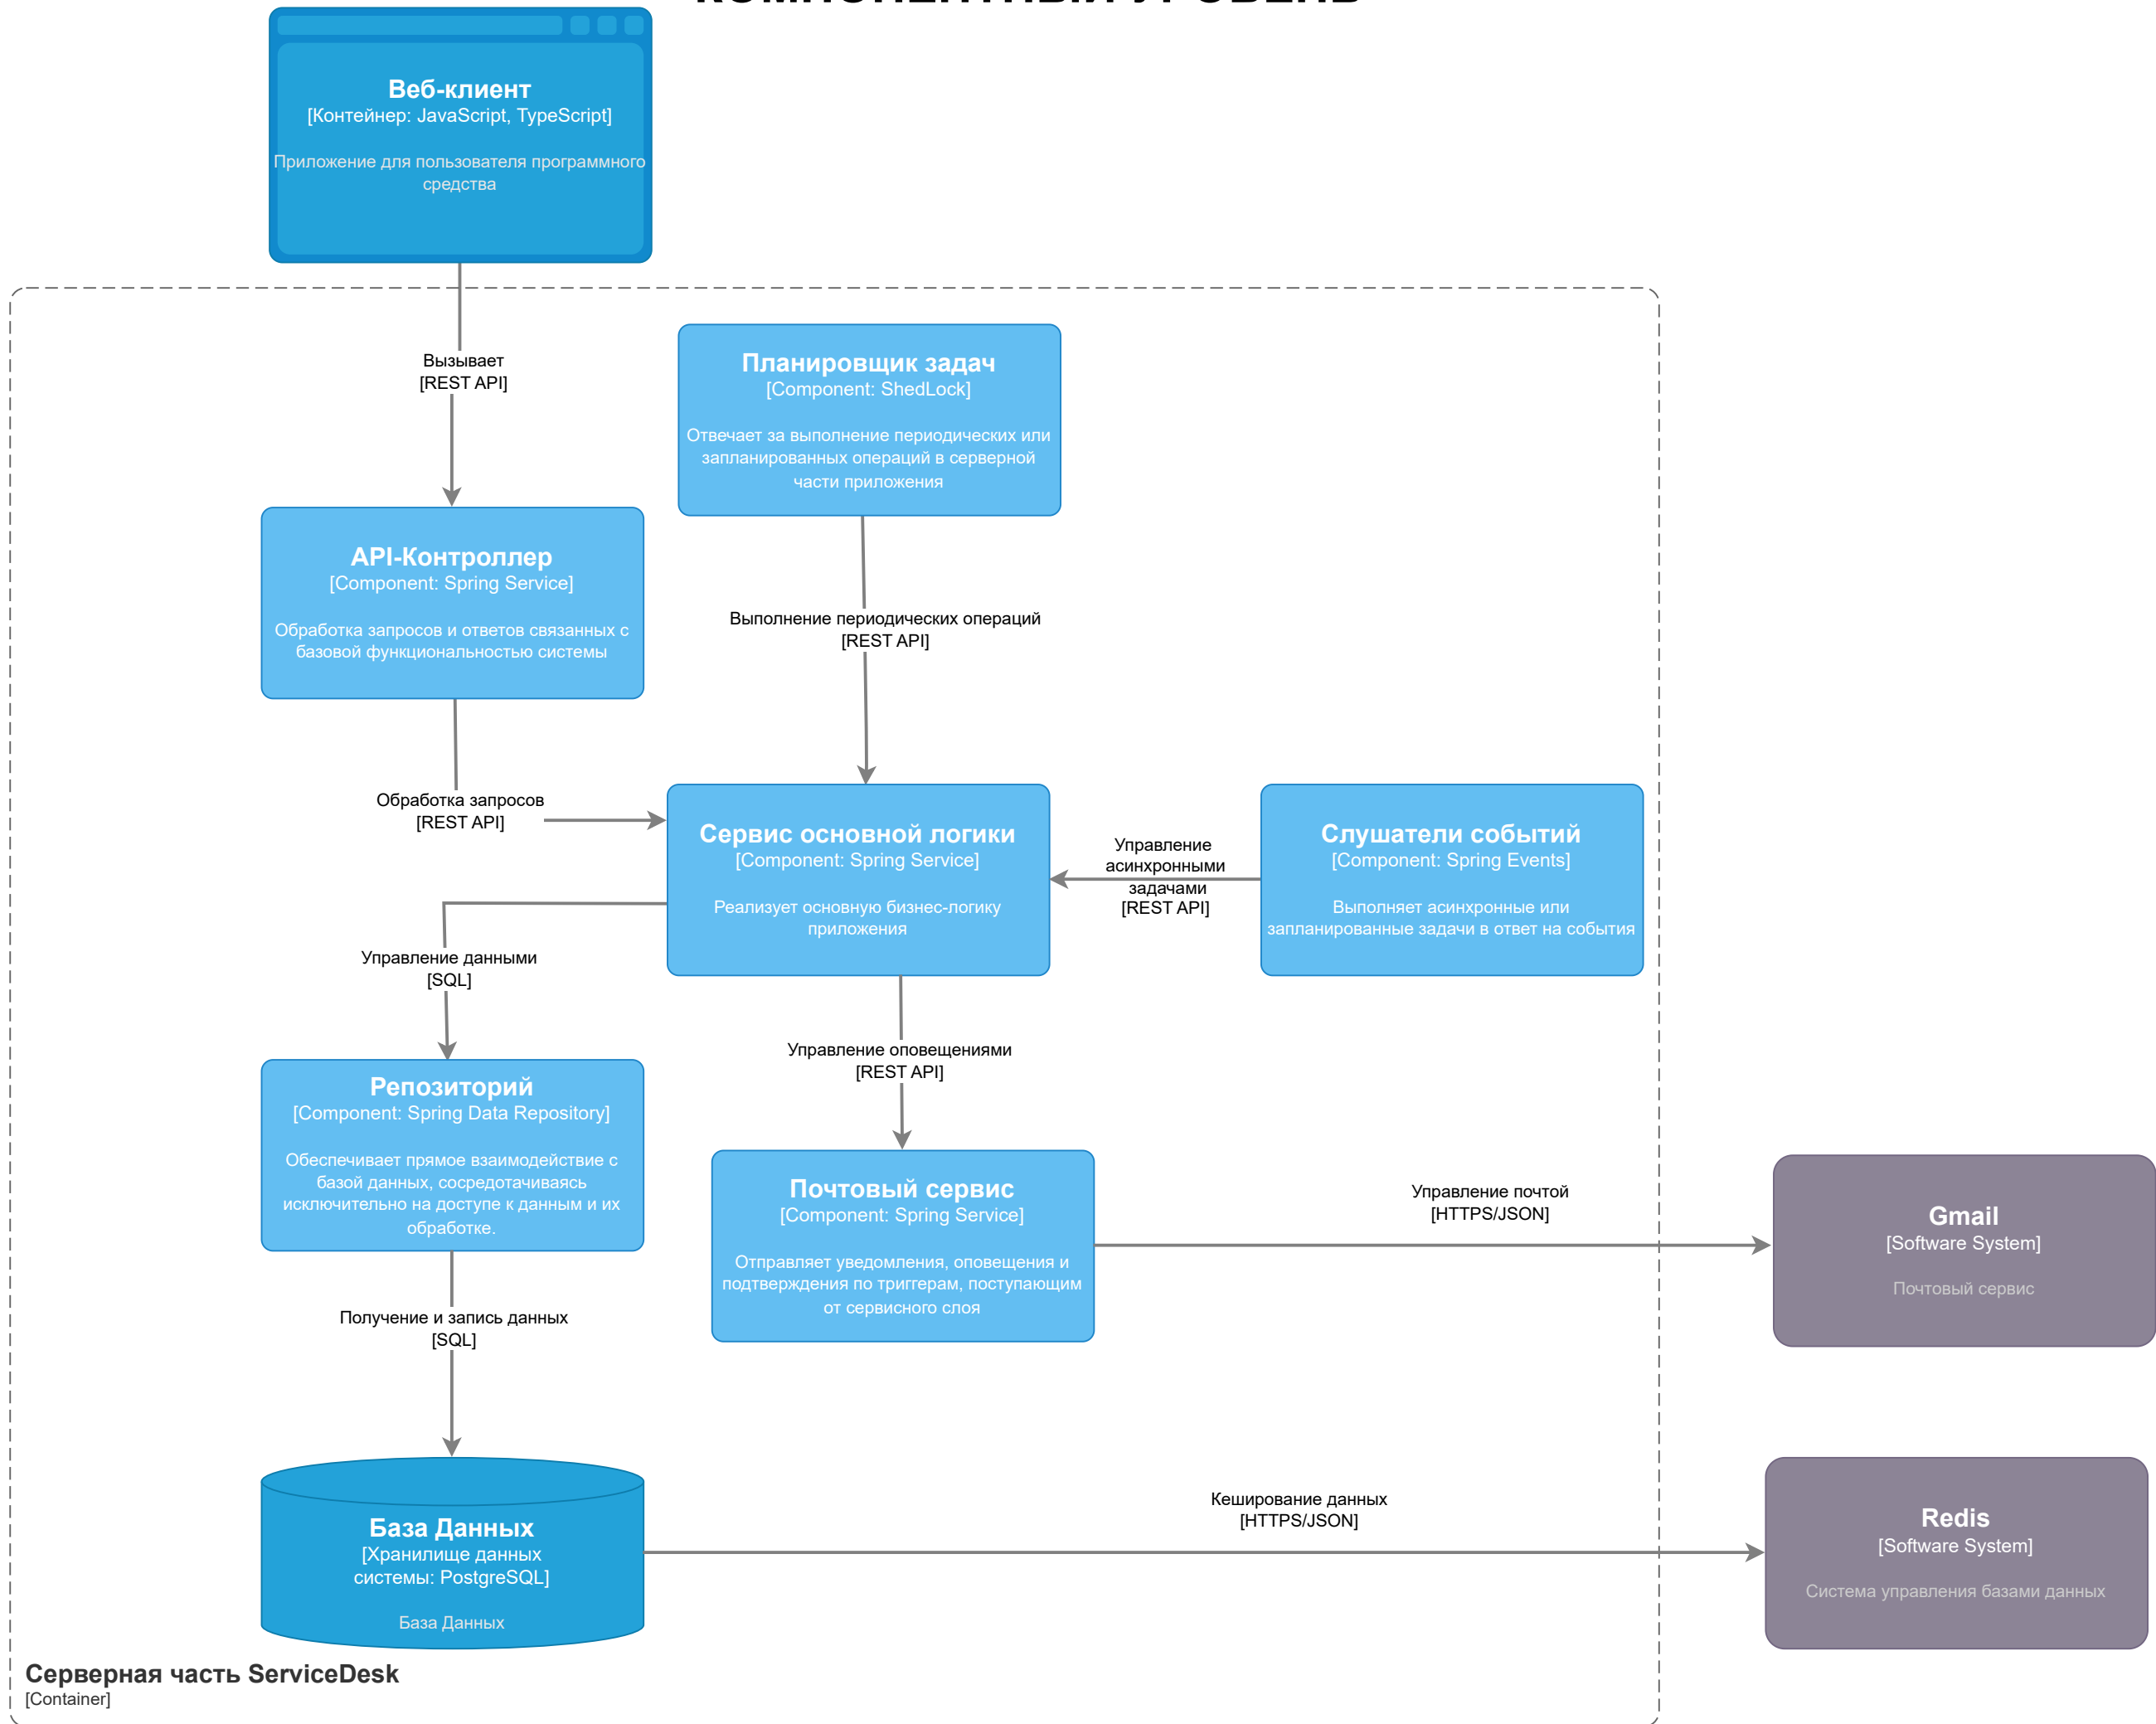 Веб-клиент
[Контейнер: JavaScript, TypeScript]
Приложение для пользователя программного
средства
Вызывает
[REST API]
Планировщик задач
[Component: ShedLock]
Отвечает за выполнение периодических или
запланированных операций в серверной
части приложения
API-Контроллер
[Component: Spring Service]
Обработка запросов и ответов связанных с
базовой функциональностью системы
Выполнение периодических операций
[REST API]
Обработка запросов
[REST API]
Сервис основной логики
[Component: Spring Service]
Реализует основную бизнес-логику
приложения
Управление
асинхронными
задачами
[REST API]
Слушатели событий
[Component: Spring Events]
Выполняет асинхронные или
запланированные задачи в ответ на события
Управление данными
[SQL]
Управление оповещениями
[REST API]
Репозиторий
[Component: Spring Data Repository]
Обеспечивает прямое взаимодействие с
базой данных, сосредотачиваясь
исключительно на доступе к данным и их
обработке.
Почтовый сервис
[Component: Spring Service]
Отправляет уведомления, оповещения и
подтверждения по триггерам, поступающим
от сервисного слоя
Управление почтой
[HTTPS/JSON]
Gmail
[Software System]
Почтовый сервис
Получение и запись данных
[SQL]
База Данных
[Хранилище данных
системы: PostgreSQL]
База Данных
Кеширование данных
[HTTPS/JSON]
Redis
[Software System]
Система управления базами данных
Серверная часть ServiceDesk
[Container]